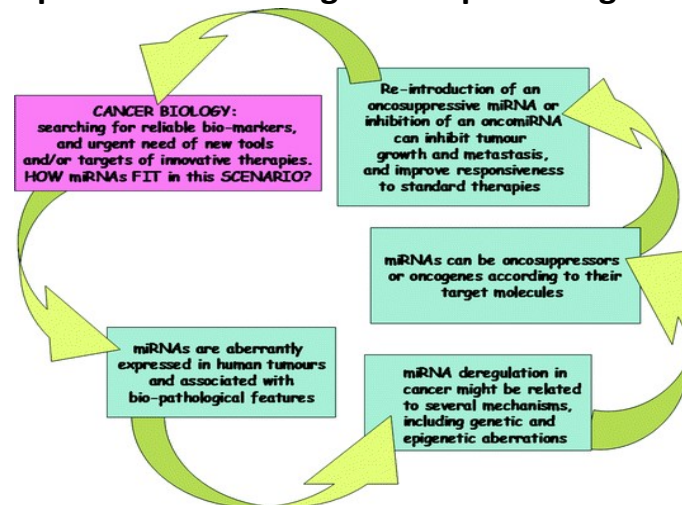 CANCER BIOLOGY:
searching for reliable bio-markers,
and urgent need of new tools
and/or targets of innovative therapies.
HOW miRNAs FIT in this SCENARIO?
Re-introduction of an
oncosuppressive miRNA or
inhibition of an oncomiRNA
can inhibit tumour
growth and metastasis,
and improve responsiveness
to standard therapies
miRNAs can be oncosuppressors
or oncogenes according to their
target molecules
miRNAs are aberrantly
expressed in human tumours
and associated with
bio-pathological features
miRNA deregulation in
cancer might be related
to several mechanisms,
including genetic and
epigenetic aberrations